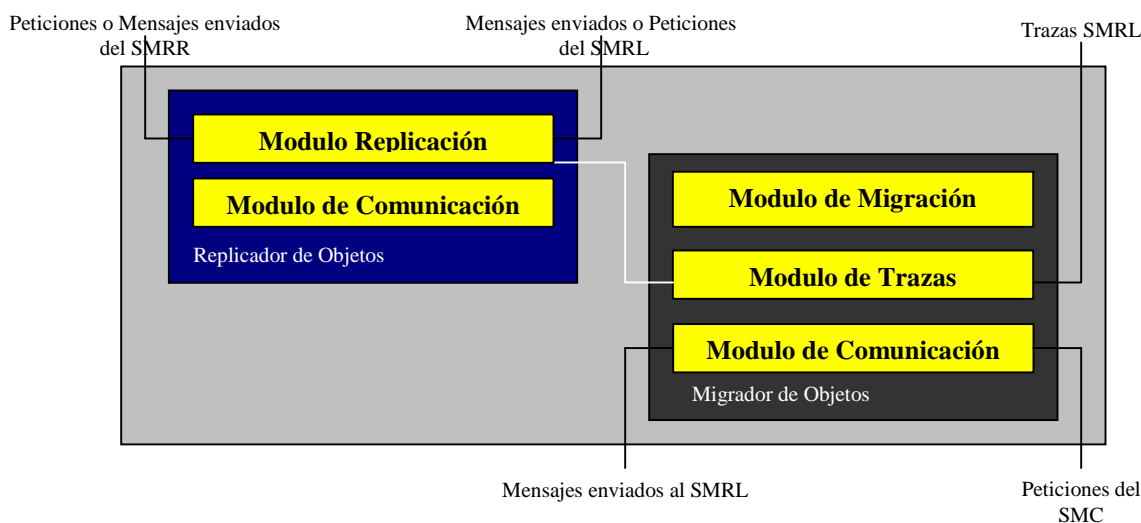 Peticiones o Mensajes enviados
del SMRR
Mensajes enviados o Peticiones
del SMRL
Trazas SMRL
Modulo Replicación
Modulo de Comunicación
Replicador de Objetos
Modulo de Migración
Modulo de Trazas
Modulo de Comunicación
Migrador de Objetos
Mensajes enviados al SMRL
Peticiones del
SMC